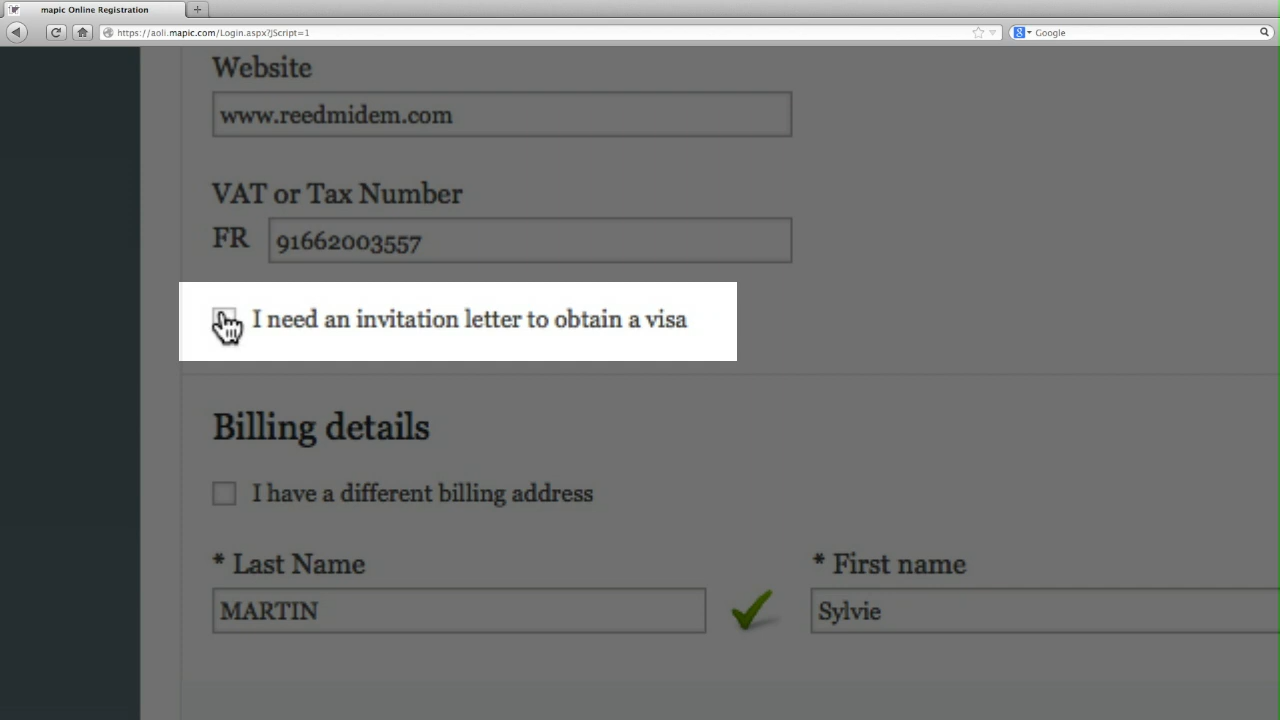 mapic Online Registration
https://aoli.mapic.com/Login.aspx?JScript=1
Google
Website
www.reedmidem.com
VAT or Tax Number
FR 91662003557
I need an invitation letter to obtain a visa
Billing details
I have a different billing address
* Last Name * First name
MARTIN Sylvie